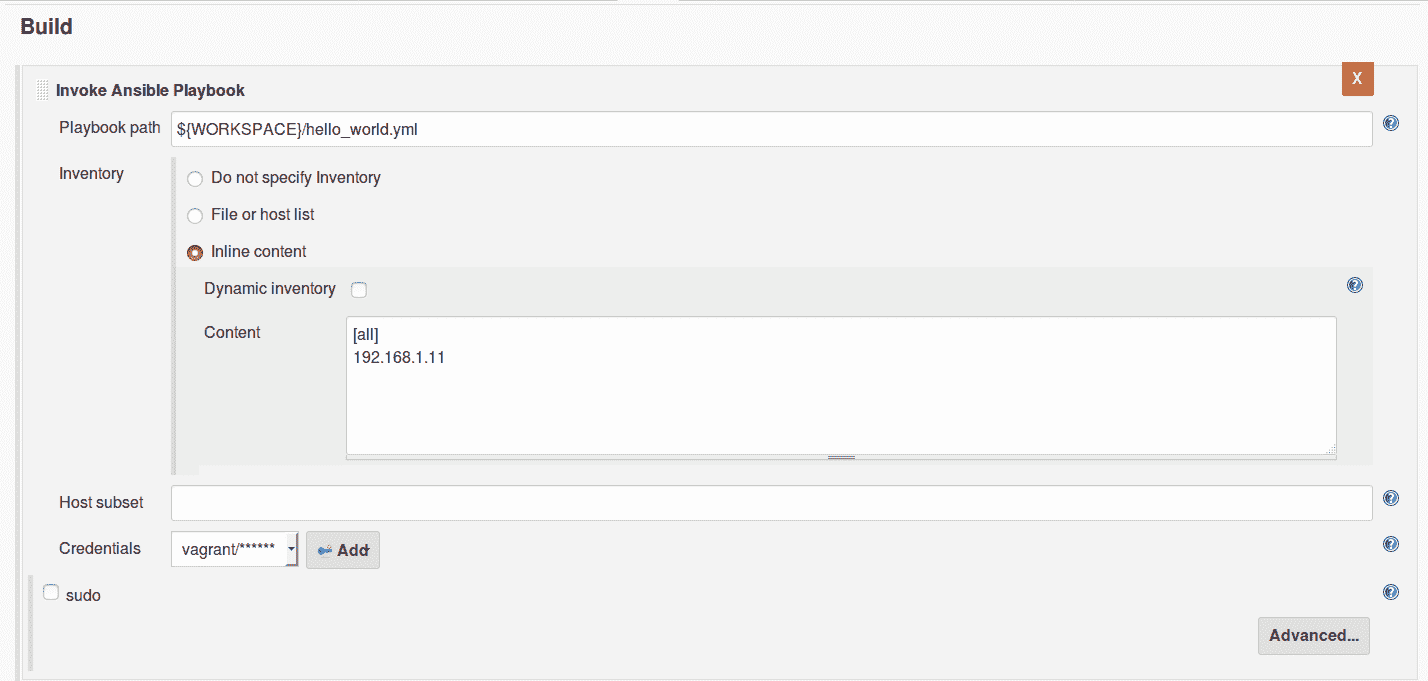 Build
Invoke Ansible Playbook
X
Playbook path ${WORKSPACE}/hello_world.yml
Inventory
Do not specify Inventory
File or host list
Inline content
Dynamic inventory
Content
[all]
192.168.1.11
Host subset
Credentials vagrant/****** Add
sudo
Advanced...